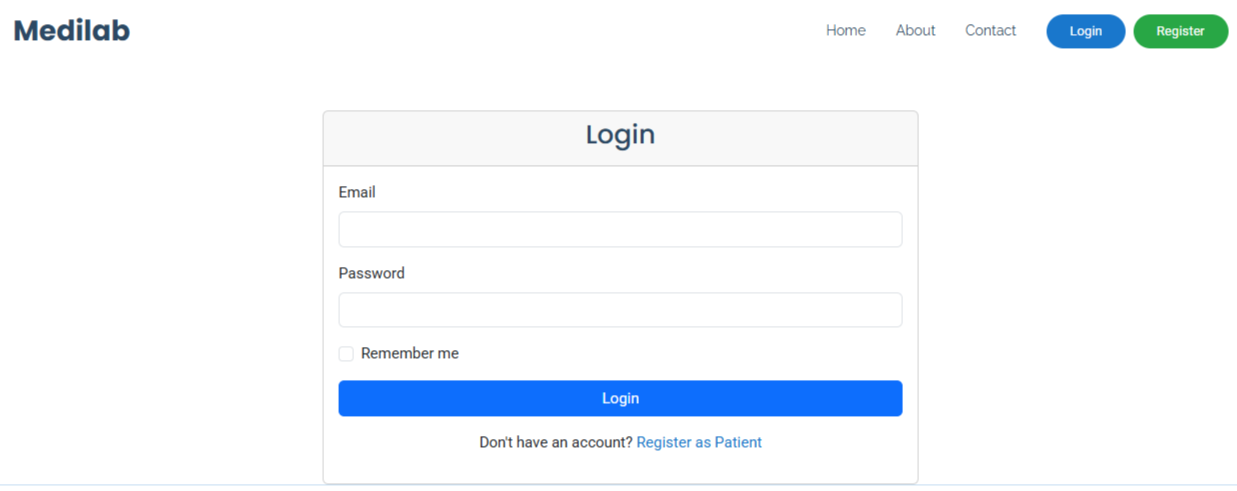 Medilab Home About Contact Login Register
Login
Email
Password
Remember me
Login
Don't have an account? Register as Patient